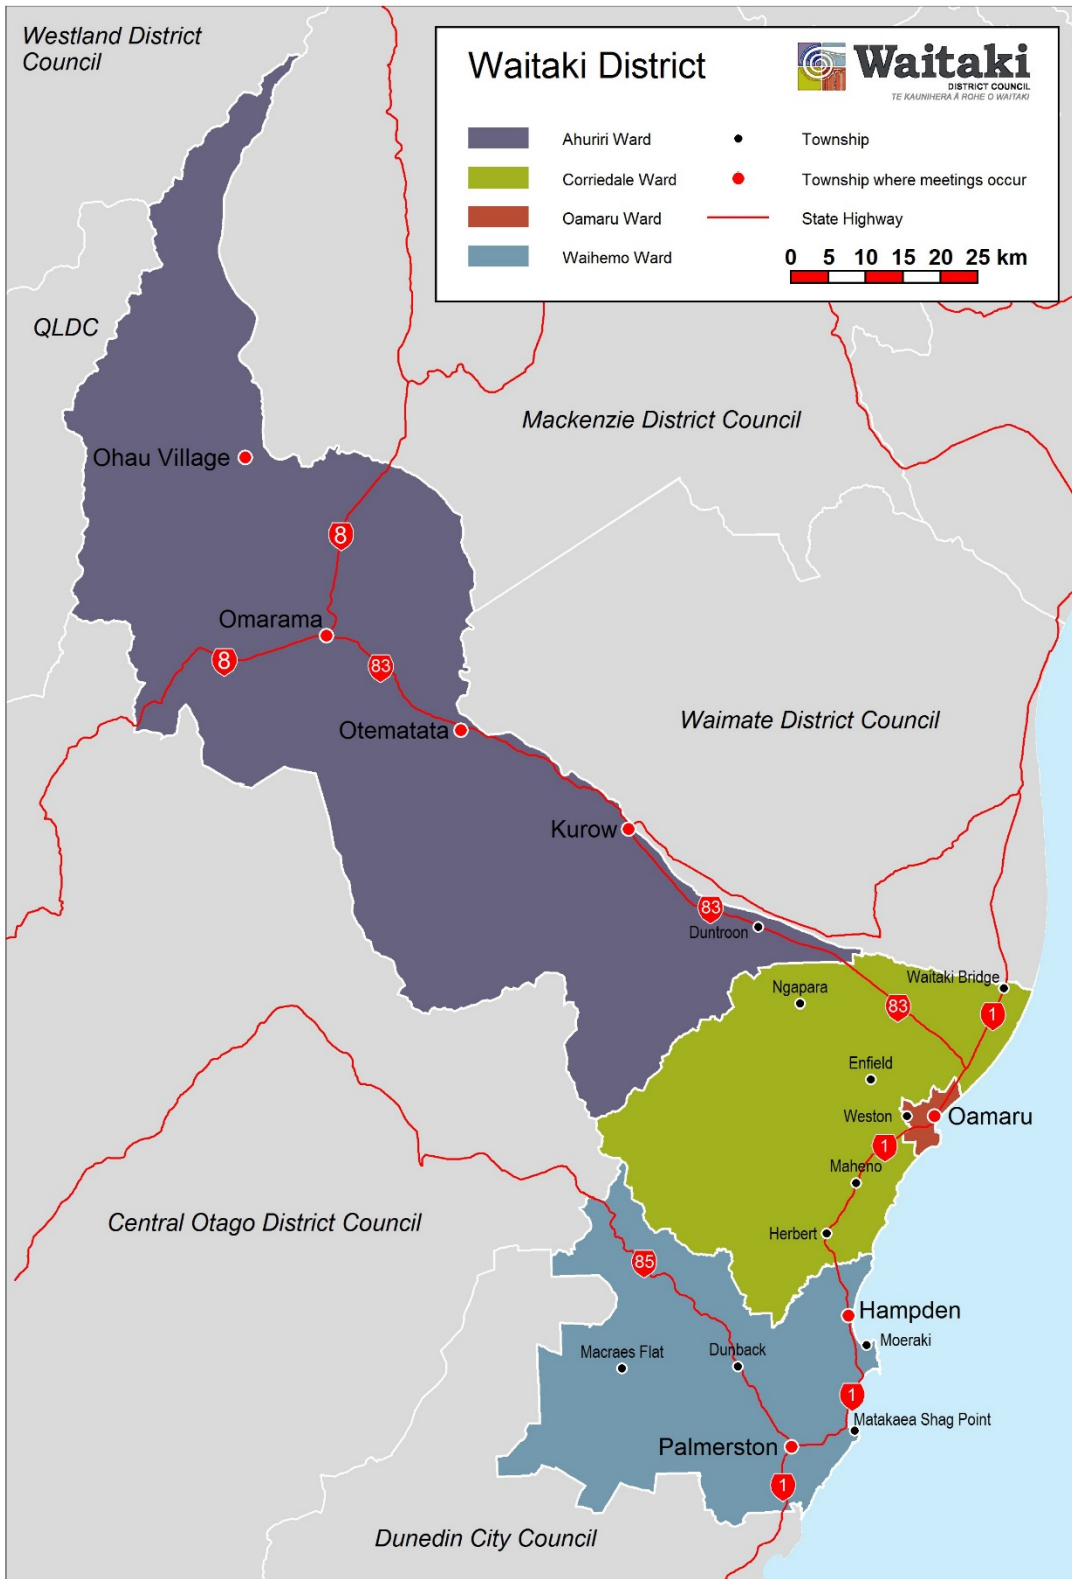 Westland District
Council
Waitaki District
Waitaki
DISTRICT COUNCIL
TE KAUNIHERA Ā ROHE O WAITAKI
Ahuriri Ward
Township
Corriedale Ward
Township where meetings occur
Oamaru Ward
State Highway
Waihemo Ward
0 5 10 15 20 25 km
QLDC
Mackenzie District Council
Ohau Village
8
Omarama
8
83
Otematata
Waimate District Council
Kurow
83
Duntroon
Waitaki Bridge
Ngapara
83
1
Enfield
Weston
Oamaru
1
Maheno
Central Otago District Council
Herbert
85
Hampden
Moeraki
Macraes Flat
Dunback
1
Matakaea Shag Point
Palmerston
1
Dunedin City Council